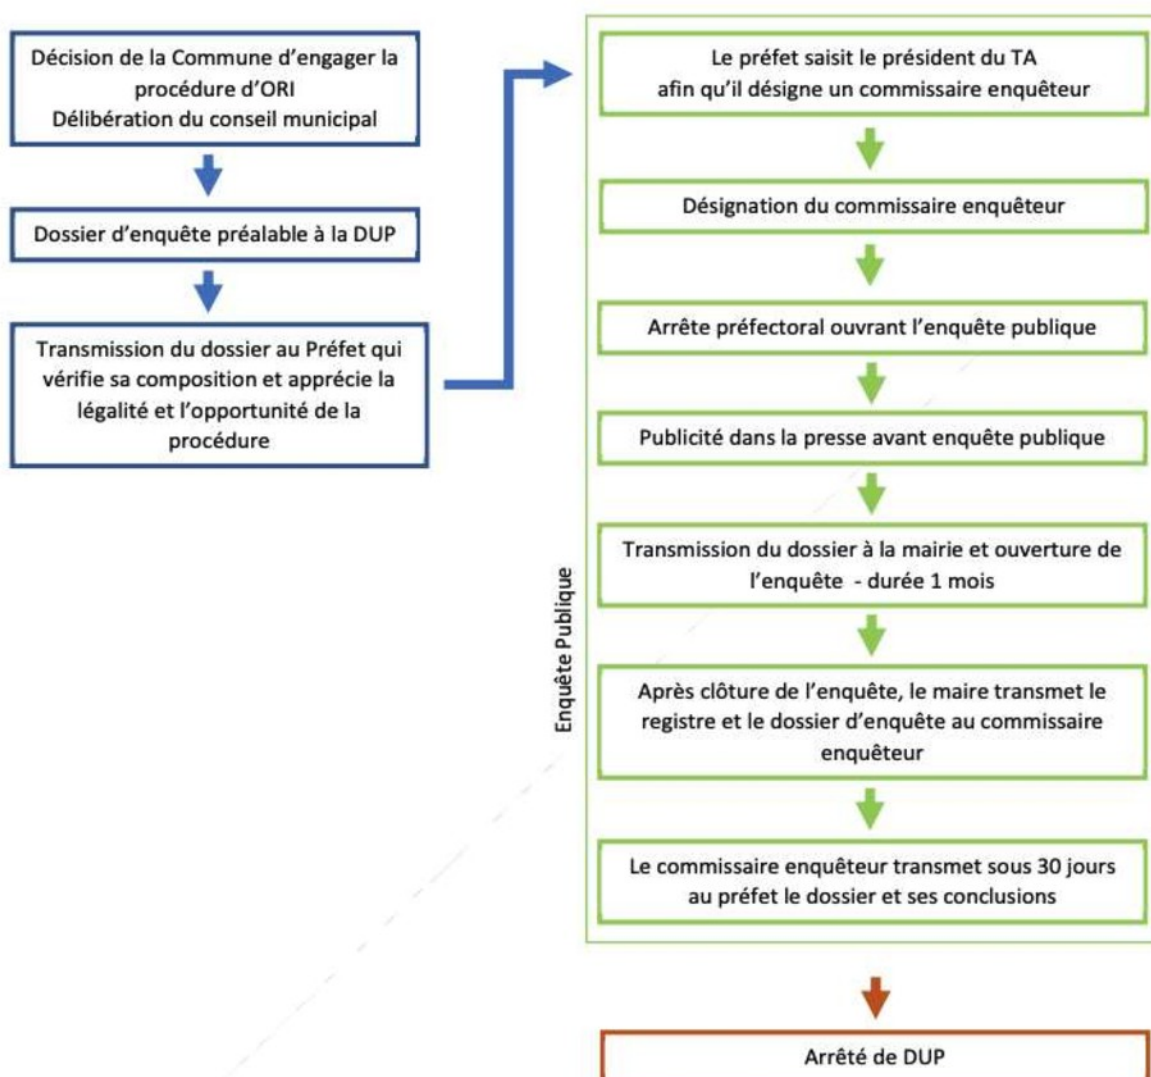 Décision de la Commune d'engager la
procédure d'ORI
Délibération du conseil municipal
Dossier d'enquête préalable à la DUP
Transmission du dossier au Préfet qui
vérifie sa composition et apprécie la
légalité et l'opportunité de la
procédure
Enquête Publique
Le préfet saisit le président du TA
afin qu'il désigne un commissaire enquêteur
Désignation du commissaire enquêteur
Arrête préfectoral ouvrant l'enquête publique
Publicité dans la presse avant enquête publique
Transmission du dossier à la mairie et ouverture de
l'enquête - durée 1 mois
Après clôture de l'enquête, le maire transmet le
registre et le dossier d'enquête au commissaire
enquêteur
Le commissaire enquêteur transmet sous 30 jours
au préfet le dossier et ses conclusions
Arrêté de DUP